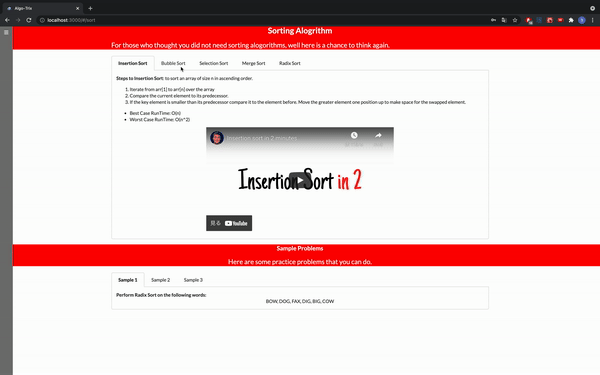 Algo-Trix
localhost:3000/#/sort
Sorting Alogrithm
For those who thought you did not need sorting alogorithms, well here is a chance to think again.
Insertion Sort
Bubble Sort
Selection Sort
Merge Sort
Radix Sort
Steps to Insertion Sort: to sort an array of size n in ascending order.
1. Iterate from arr[1] to arr[n] over the array
2. Compare the current element to its predecessor.
3. If the key element is smaller than its predecessor compare it to the element before. Move the greater element one position up to make space for the swapped element.
Best Case RunTime: O(n)
Worst Case RunTime: O(n^2)
Insertion sort in 2 minutes
Insertion Sort in 2
見る YouTube
Sample Problems
Here are some practice problems that you can do.
Sample 1
Sample 2
Sample 3
Perform Radix Sort on the following words:
BOW, DOG, FAX, DIG, BIG, COW